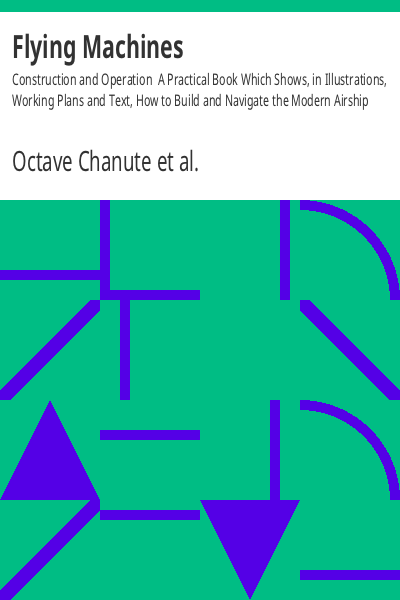 Flying Machines
Construction and Operation  A Practical Book Which Shows, in Illustrations,
Working Plans and Text, How to Build and Navigate the Modern Airship
Octave Chanute et al.